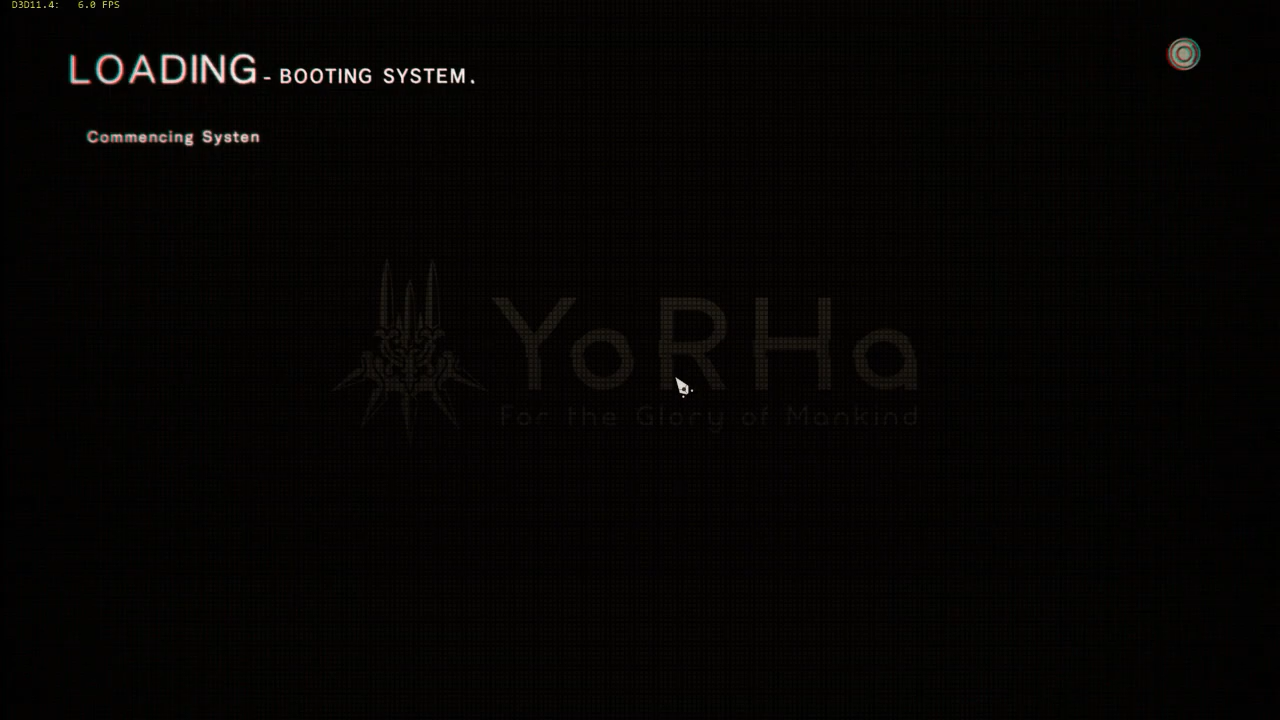 D3D11.4: 6.0 FPS
LOADING - BOOTING SYSTEM.
Commencing Systen
YoRHa
For the Glory of Mankind